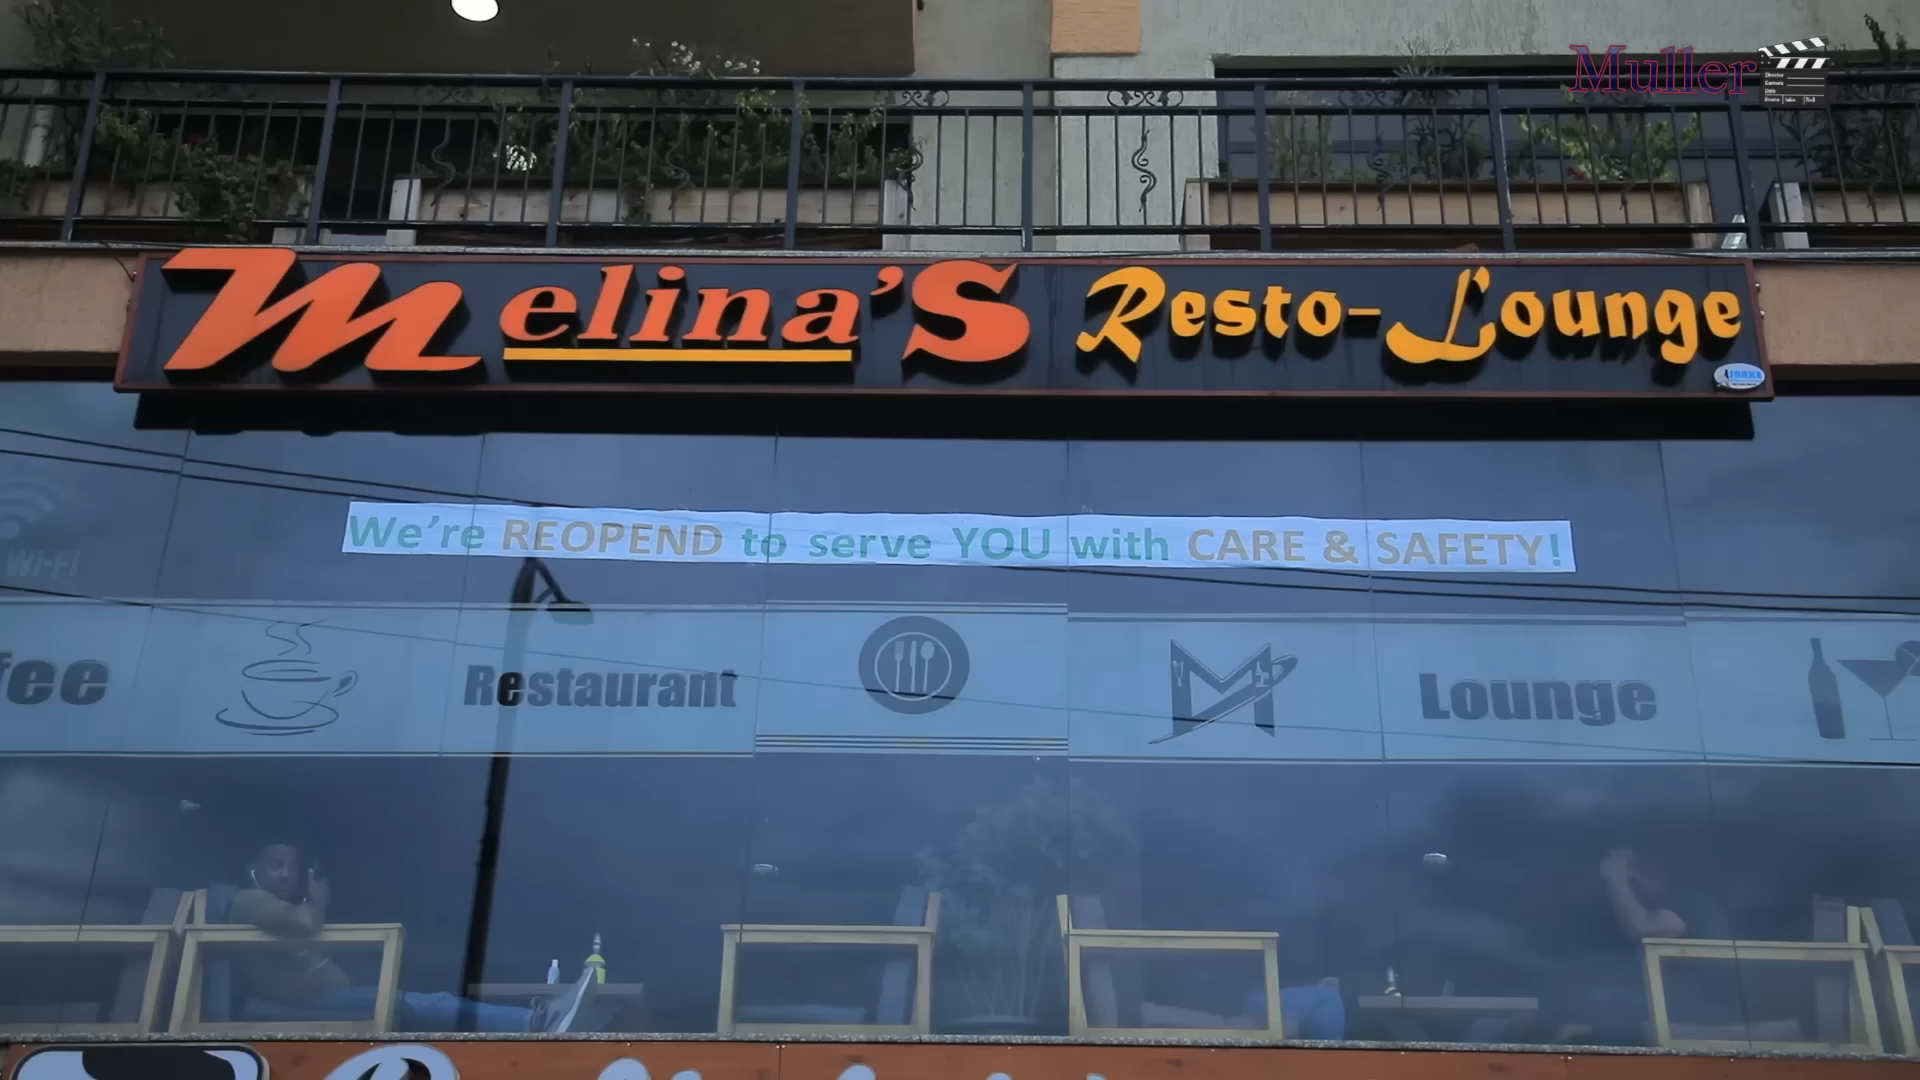 Muller
Melina'S Resto-Lounge
We're REOPEND to serve YOU with CARE & SAFETY!
Wi-Fi
fee
Restaurant
Lounge